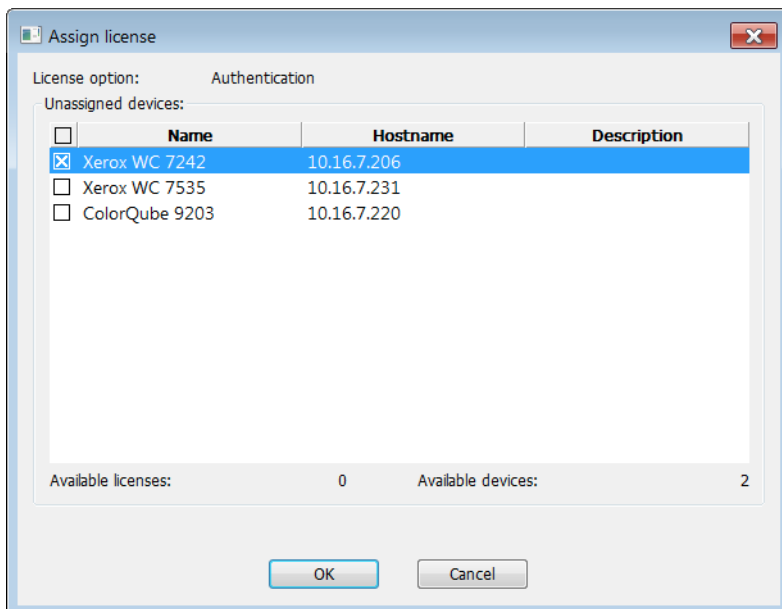 Assign license
License option: Authentication
Unassigned devices:
Name Hostname Description
Xerox WC 7242 10.16.7.206
Xerox WC 7535 10.16.7.231
ColorQube 9203 10.16.7.220
Available licenses: 0 Available devices: 2
OK Cancel